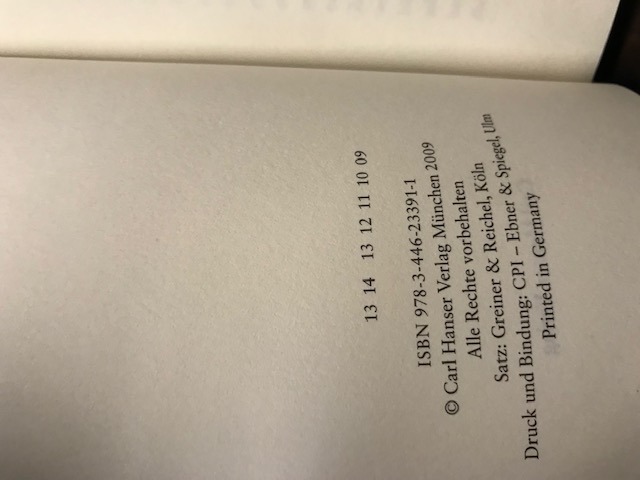 13 14 13 12 11 10 09
ISBN 978-3-446-23391-1
© Carl Hanser Verlag München 2009
Alle Rechte vorbehalten
Satz: Greiner & Reichel, Köln
Druck und Bindung: CPI – Ebner & Spiegel, Ulm
Printed in Germany